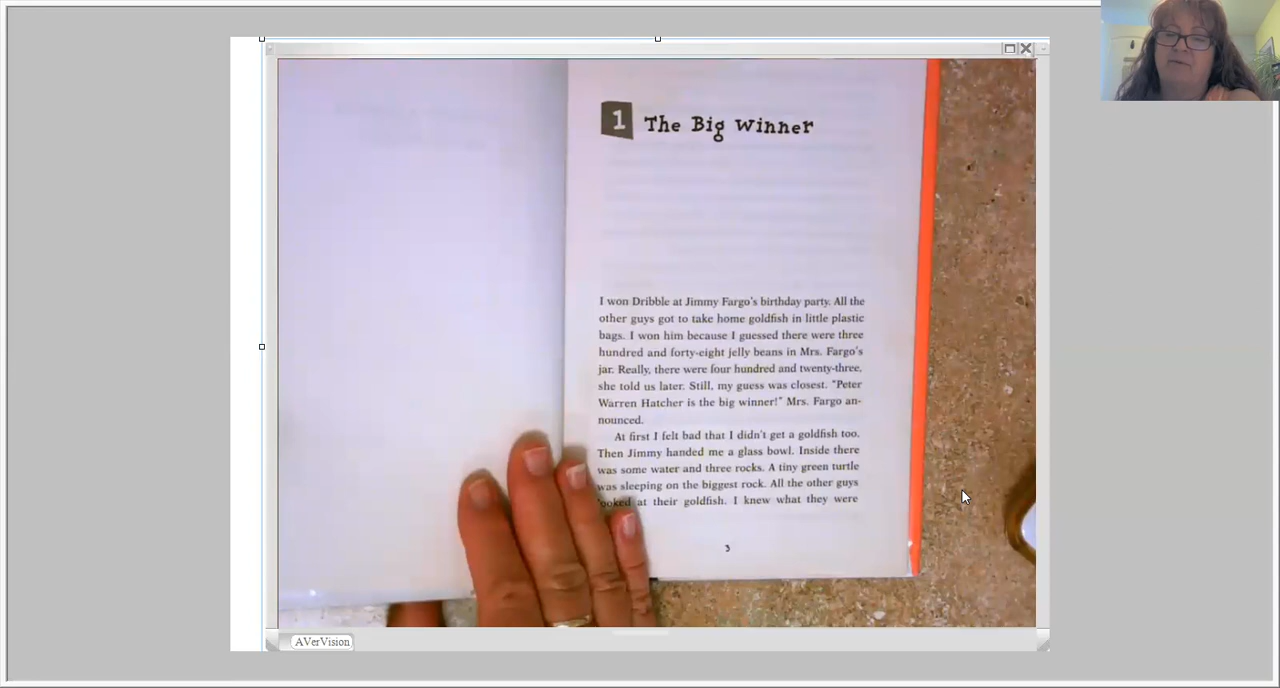 1 The Big Winner
I won Dribble at Jimmy Fargo's birthday party. All the
other guys got to take home goldfish in little plastic
bags. I won him because I guessed there were three
hundred and forty-eight jelly beans in Mrs. Fargo's
jar. Really, there were four hundred and twenty-three,
she told us later. Still, my guess was closest. "Peter
Warren Hatcher is the big winner!" Mrs. Fargo an-
nounced.
At first I felt bad that I didn't get a goldfish too.
Then Jimmy handed me a glass bowl. Inside there
was some water and three rocks. A tiny green turtle
was sleeping on the biggest rock. All the other guys
looked at their goldfish. I knew what they were
3
AVerVision